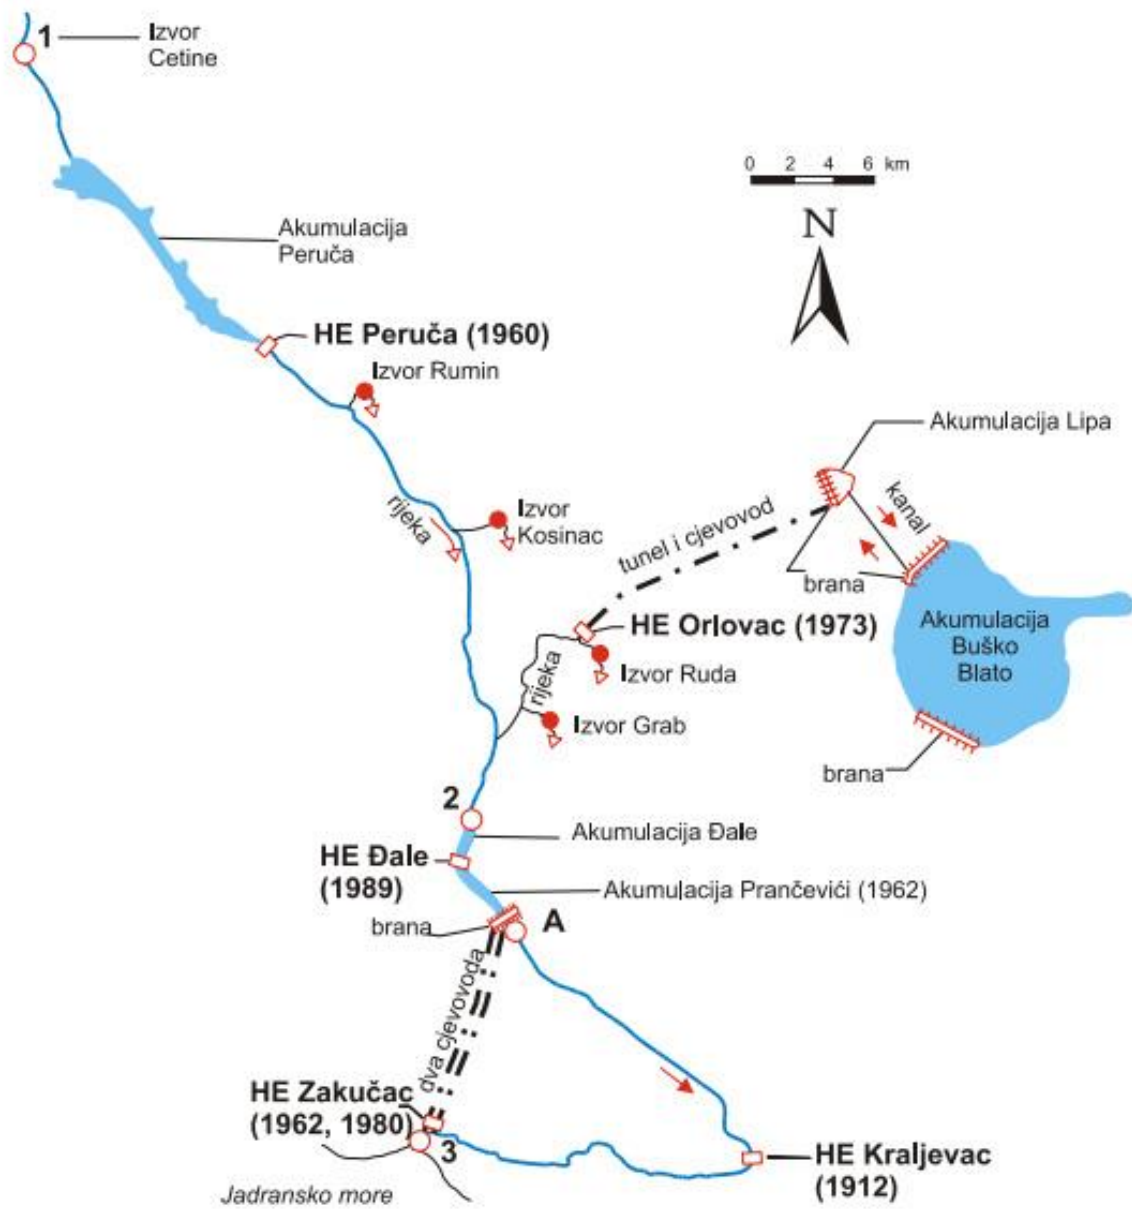 1
Izvor
Cetine
0 2 4 6 km
N
Akumulacija
Peruča
HE Peruča (1960)
Izvor Rumin
Akumulacija Lipa
rijeka
Izvor
Kosinac
kanal
tunel i cjevovod
brana
HE Orlovac (1973)
Akumulacija
Buško
Blato
rijeka
Izvor Ruda
Izvor Grab
brana
2
Akumulacija Đale
HE Đale
(1989)
Akumulacija Prančevići (1962)
brana
A
dva cjevovoda
HE Zakučac
(1962, 1980)
3
HE Kraljevac
(1912)
Jadransko more